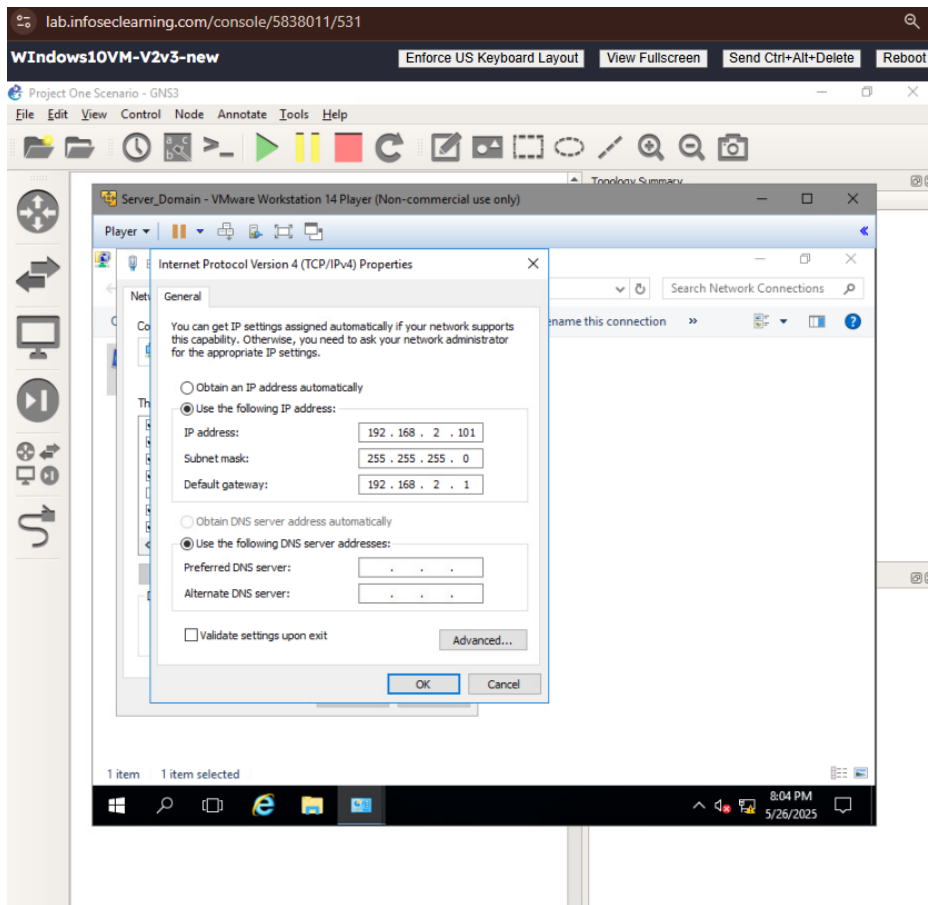 lab.infoseclearning.com/console/5838011/531
WIndows10VM-V2v3-new
Enforce US Keyboard Layout
View Fullscreen
Send Ctrl+Alt+Delete
Reboot
Project One Scenario - GNS3
File Edit View Control Node Annotate Tools Help
Topology Summary
Server_Domain - VMware Workstation 14 Player (Non-commercial use only)
Player
Internet Protocol Version 4 (TCP/IPv4) Properties
Search Network Connections
General
ename this connection
You can get IP settings assigned automatically if your network supports
this capability. Otherwise, you need to ask your network administrator
for the appropriate IP settings.
Obtain an IP address automatically
Use the following IP address:
IP address: 192 . 168 . 2 . 101
Subnet mask: 255 . 255 . 255 . 0
Default gateway: 192 . 168 . 2 . 1
Obtain DNS server address automatically
Use the following DNS server addresses:
Preferred DNS server: . . .
Alternate DNS server: . . .
Validate settings upon exit
Advanced...
OK Cancel
1 item 1 item selected
8:04 PM
5/26/2025